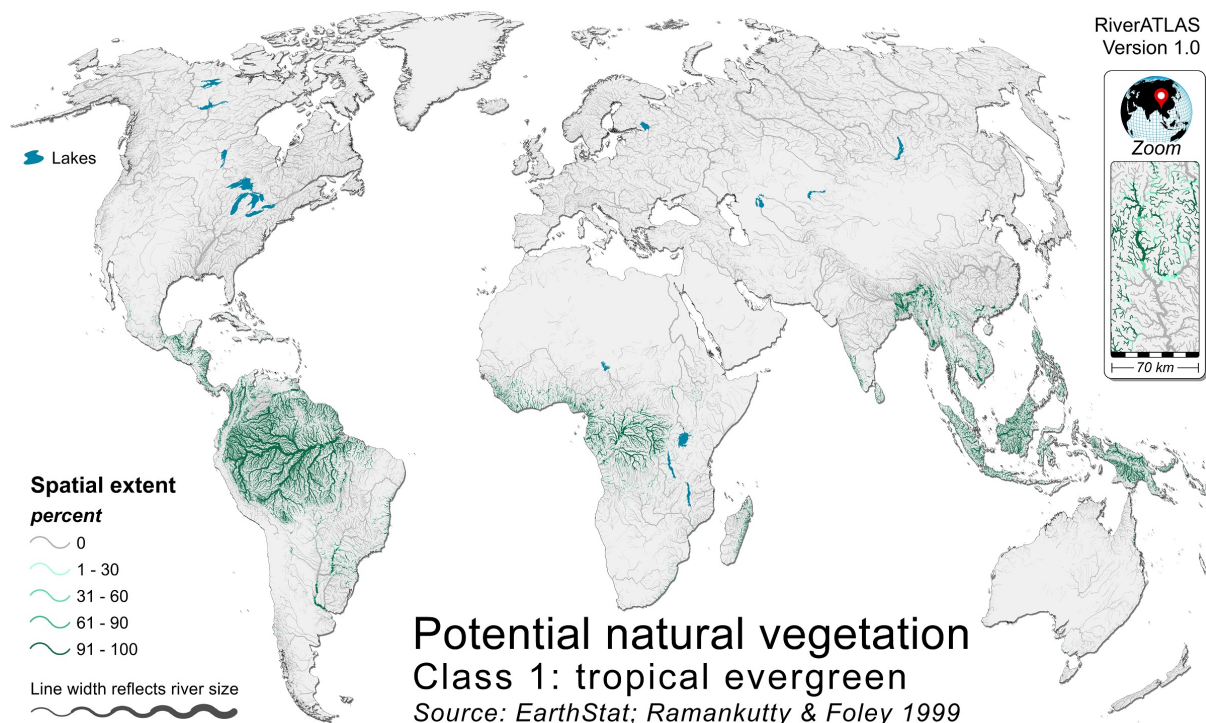 RiverATLAS
Version 1.0
Zoom
70 km
Lakes
Spatial extent
percent
0
1 - 30
31 - 60
61 - 90
91 - 100
Line width reflects river size
Potential natural vegetation
Class 1: tropical evergreen
Source: EarthStat; Ramankutty & Foley 1999